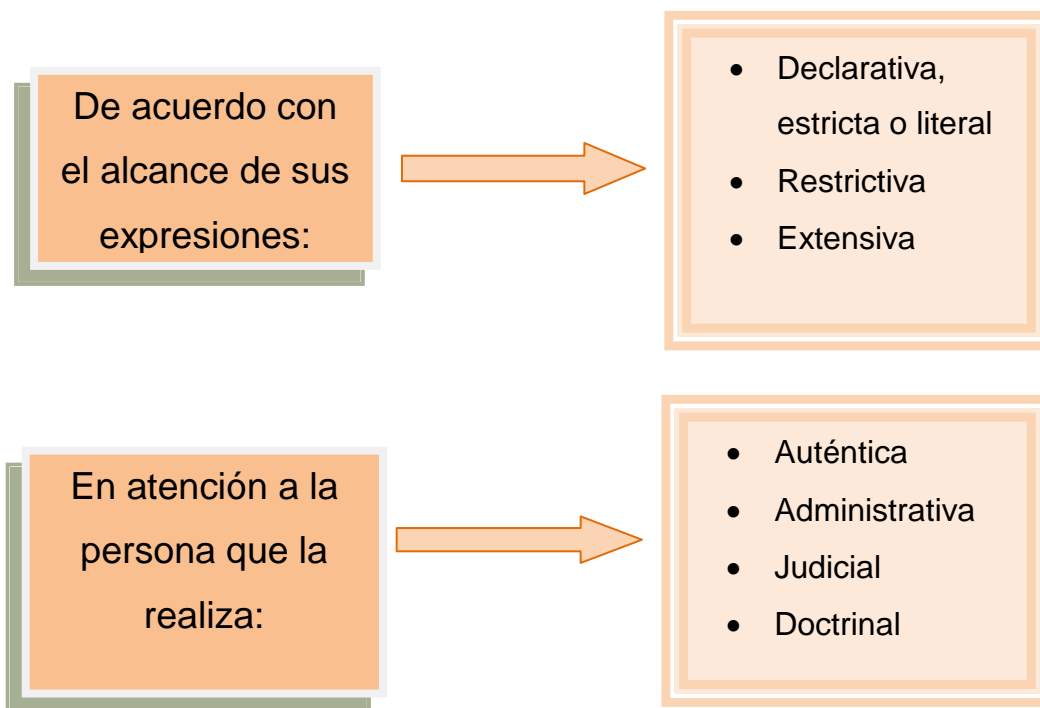 De acuerdo con
el alcance de sus
expresiones:
• Declarativa,
estricta o literal
• Restrictiva
• Extensiva
En atención a la
persona que la
realiza:
• Auténtica
• Administrativa
• Judicial
• Doctrinal